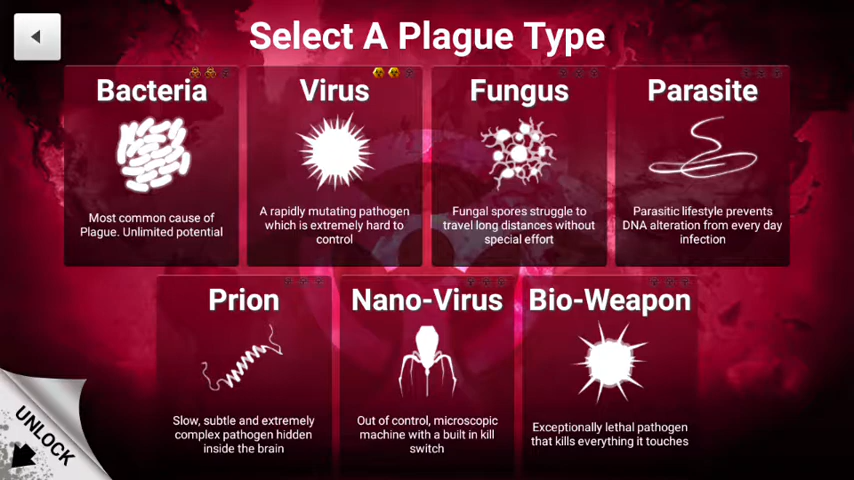 Select A Plague Type
Bacteria
Most common cause of
Plague. Unlimited potential
Virus
A rapidly mutating pathogen
which is extremely hard to
control
Fungus
Fungal spores struggle to
travel long distances without
special effort
Parasite
Parasitic lifestyle prevents
DNA alteration from every day
infection
Prion
Slow, subtle and extremely
complex pathogen hidden
inside the brain
Nano-Virus
Out of control, microscopic
machine with a built in kill
switch
Bio-Weapon
Exceptionally lethal pathogen
that kills everything it touches
UNLOCK